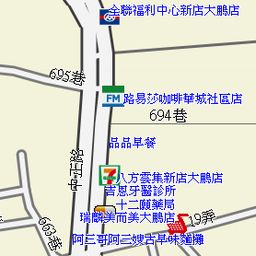 全聯福利中心新店大鵬店
695巷
FM
路易莎咖啡華城社區店
694巷
品品早餐
中正路
7
八方雲集新店大鵬店
吉恩牙醫診所
十二願藥局
瑞麟美而美大鵬店
19弄
663巷
阿三哥阿三嫂古早味麵攤